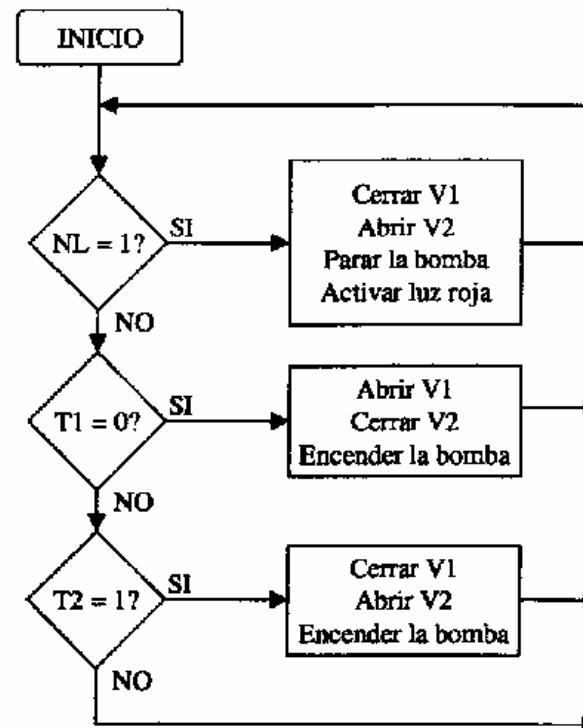 INICIO
NL = 1?
SI
Cerrar V1
Abrir V2
Parar la bomba
Activar luz roja
NO
T1 = 0?
SI
Abrir V1
Cerrar V2
Encender la bomba
NO
T2 = 1?
SI
Cerrar V1
Abrir V2
Encender la bomba
NO